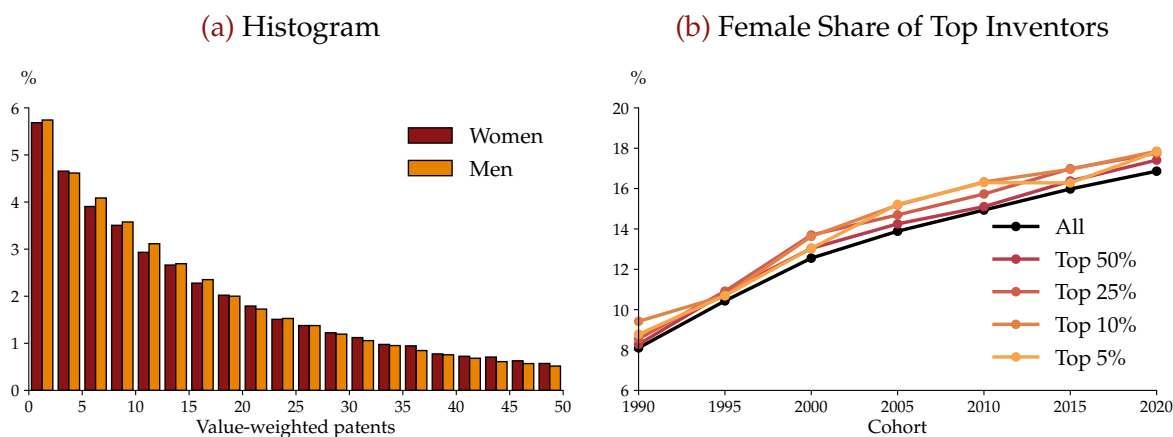 (a) Histogram
%
6
5
4
3
2
1
0
0 5 10 15 20 25 30 35 40 45 50
Value-weighted patents
Women
Men
(b) Female Share of Top Inventors
%
20
18
16
14
12
10
8
6
1990 1995 2000 2005 2010 2015 2020
Cohort
All
Top 50%
Top 25%
Top 10%
Top 5%